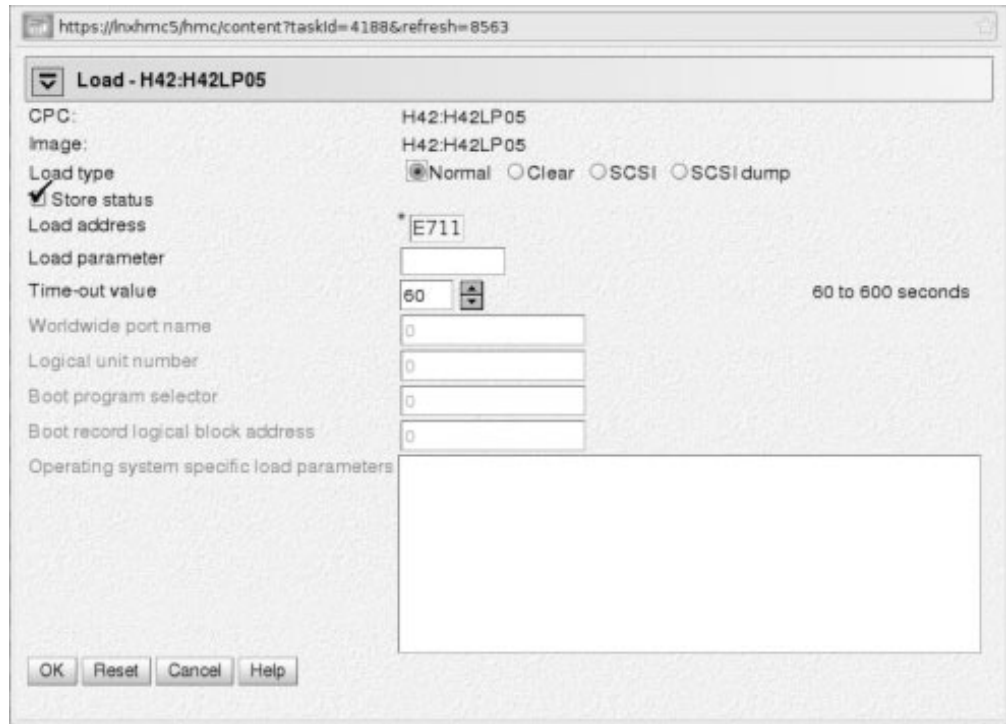 https://lnxhmc5/hmc/content?taskId=4188&refresh=8563
Load - H42:H42LP05
CPC: H42:H42LP05
Image: H42:H42LP05
Load type Normal Clear SCSI SCSI dump
Store status
Load address * E711
Load parameter
Time-out value 60 60 to 600 seconds
Worldwide port name 0
Logical unit number 0
Boot program selector 0
Boot record logical block address 0
Operating system specific load parameters
OK Reset Cancel Help